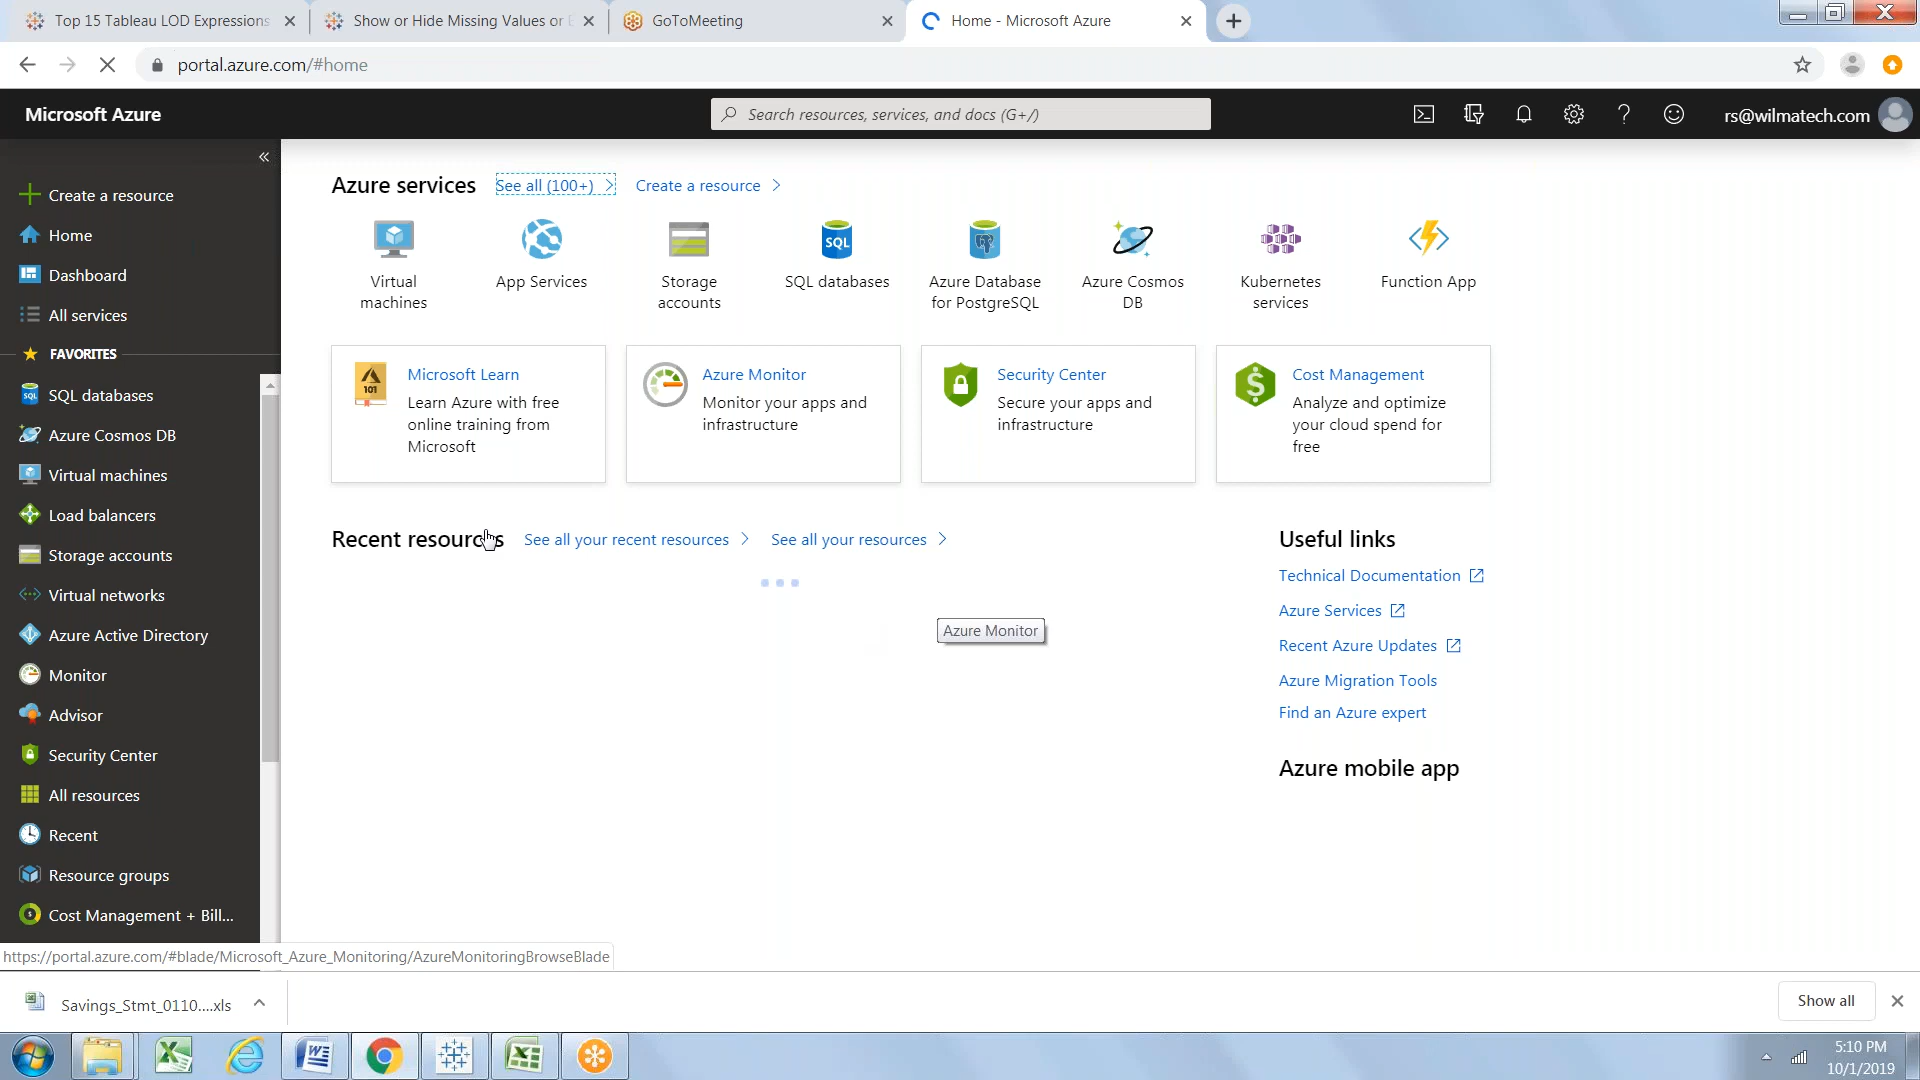 Top 15 Tableau LOD Expressions
Show or Hide Missing Values or E
GoToMeeting
Home - Microsoft Azure
portal.azure.com/#home
Microsoft Azure
Search resources, services, and docs (G+/)
rs@wilmatech.com
Create a resource
Home
Dashboard
All services
FAVORITES
SQL databases
Azure Cosmos DB
Virtual machines
Load balancers
Storage accounts
Virtual networks
Azure Active Directory
Monitor
Advisor
Security Center
All resources
Recent
Resource groups
Cost Management + Bill...
Azure services
See all (100+)
Create a resource
Virtual machines
App Services
Storage accounts
SQL databases
Azure Database for PostgreSQL
Azure Cosmos DB
Kubernetes services
Function App
Microsoft Learn
Learn Azure with free
online training from
Microsoft
Azure Monitor
Monitor your apps and
infrastructure
Security Center
Secure your apps and
infrastructure
Cost Management
Analyze and optimize
your cloud spend for
free
Recent resources
See all your recent resources
See all your resources
Azure Monitor
Useful links
Technical Documentation
Azure Services
Recent Azure Updates
Azure Migration Tools
Find an Azure expert
Azure mobile app
https://portal.azure.com/#blade/Microsoft_Azure_Monitoring/AzureMonitoringBrowseBlade
Savings_Stmt_0110....xls
Show all
5:10 PM
10/1/2019